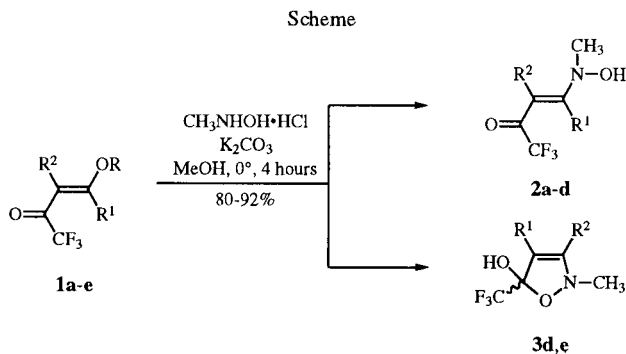 Scheme
CH3NHOH•HCl
K2CO3
MeOH, 0°, 4 hours
80-92%
R2
OR
O
R1
CF3
1a-e
CH3
R2
N
OH
O
R1
CF3
2a-d
R1
R2
HO
F3C
O
N
CH3
3d,e